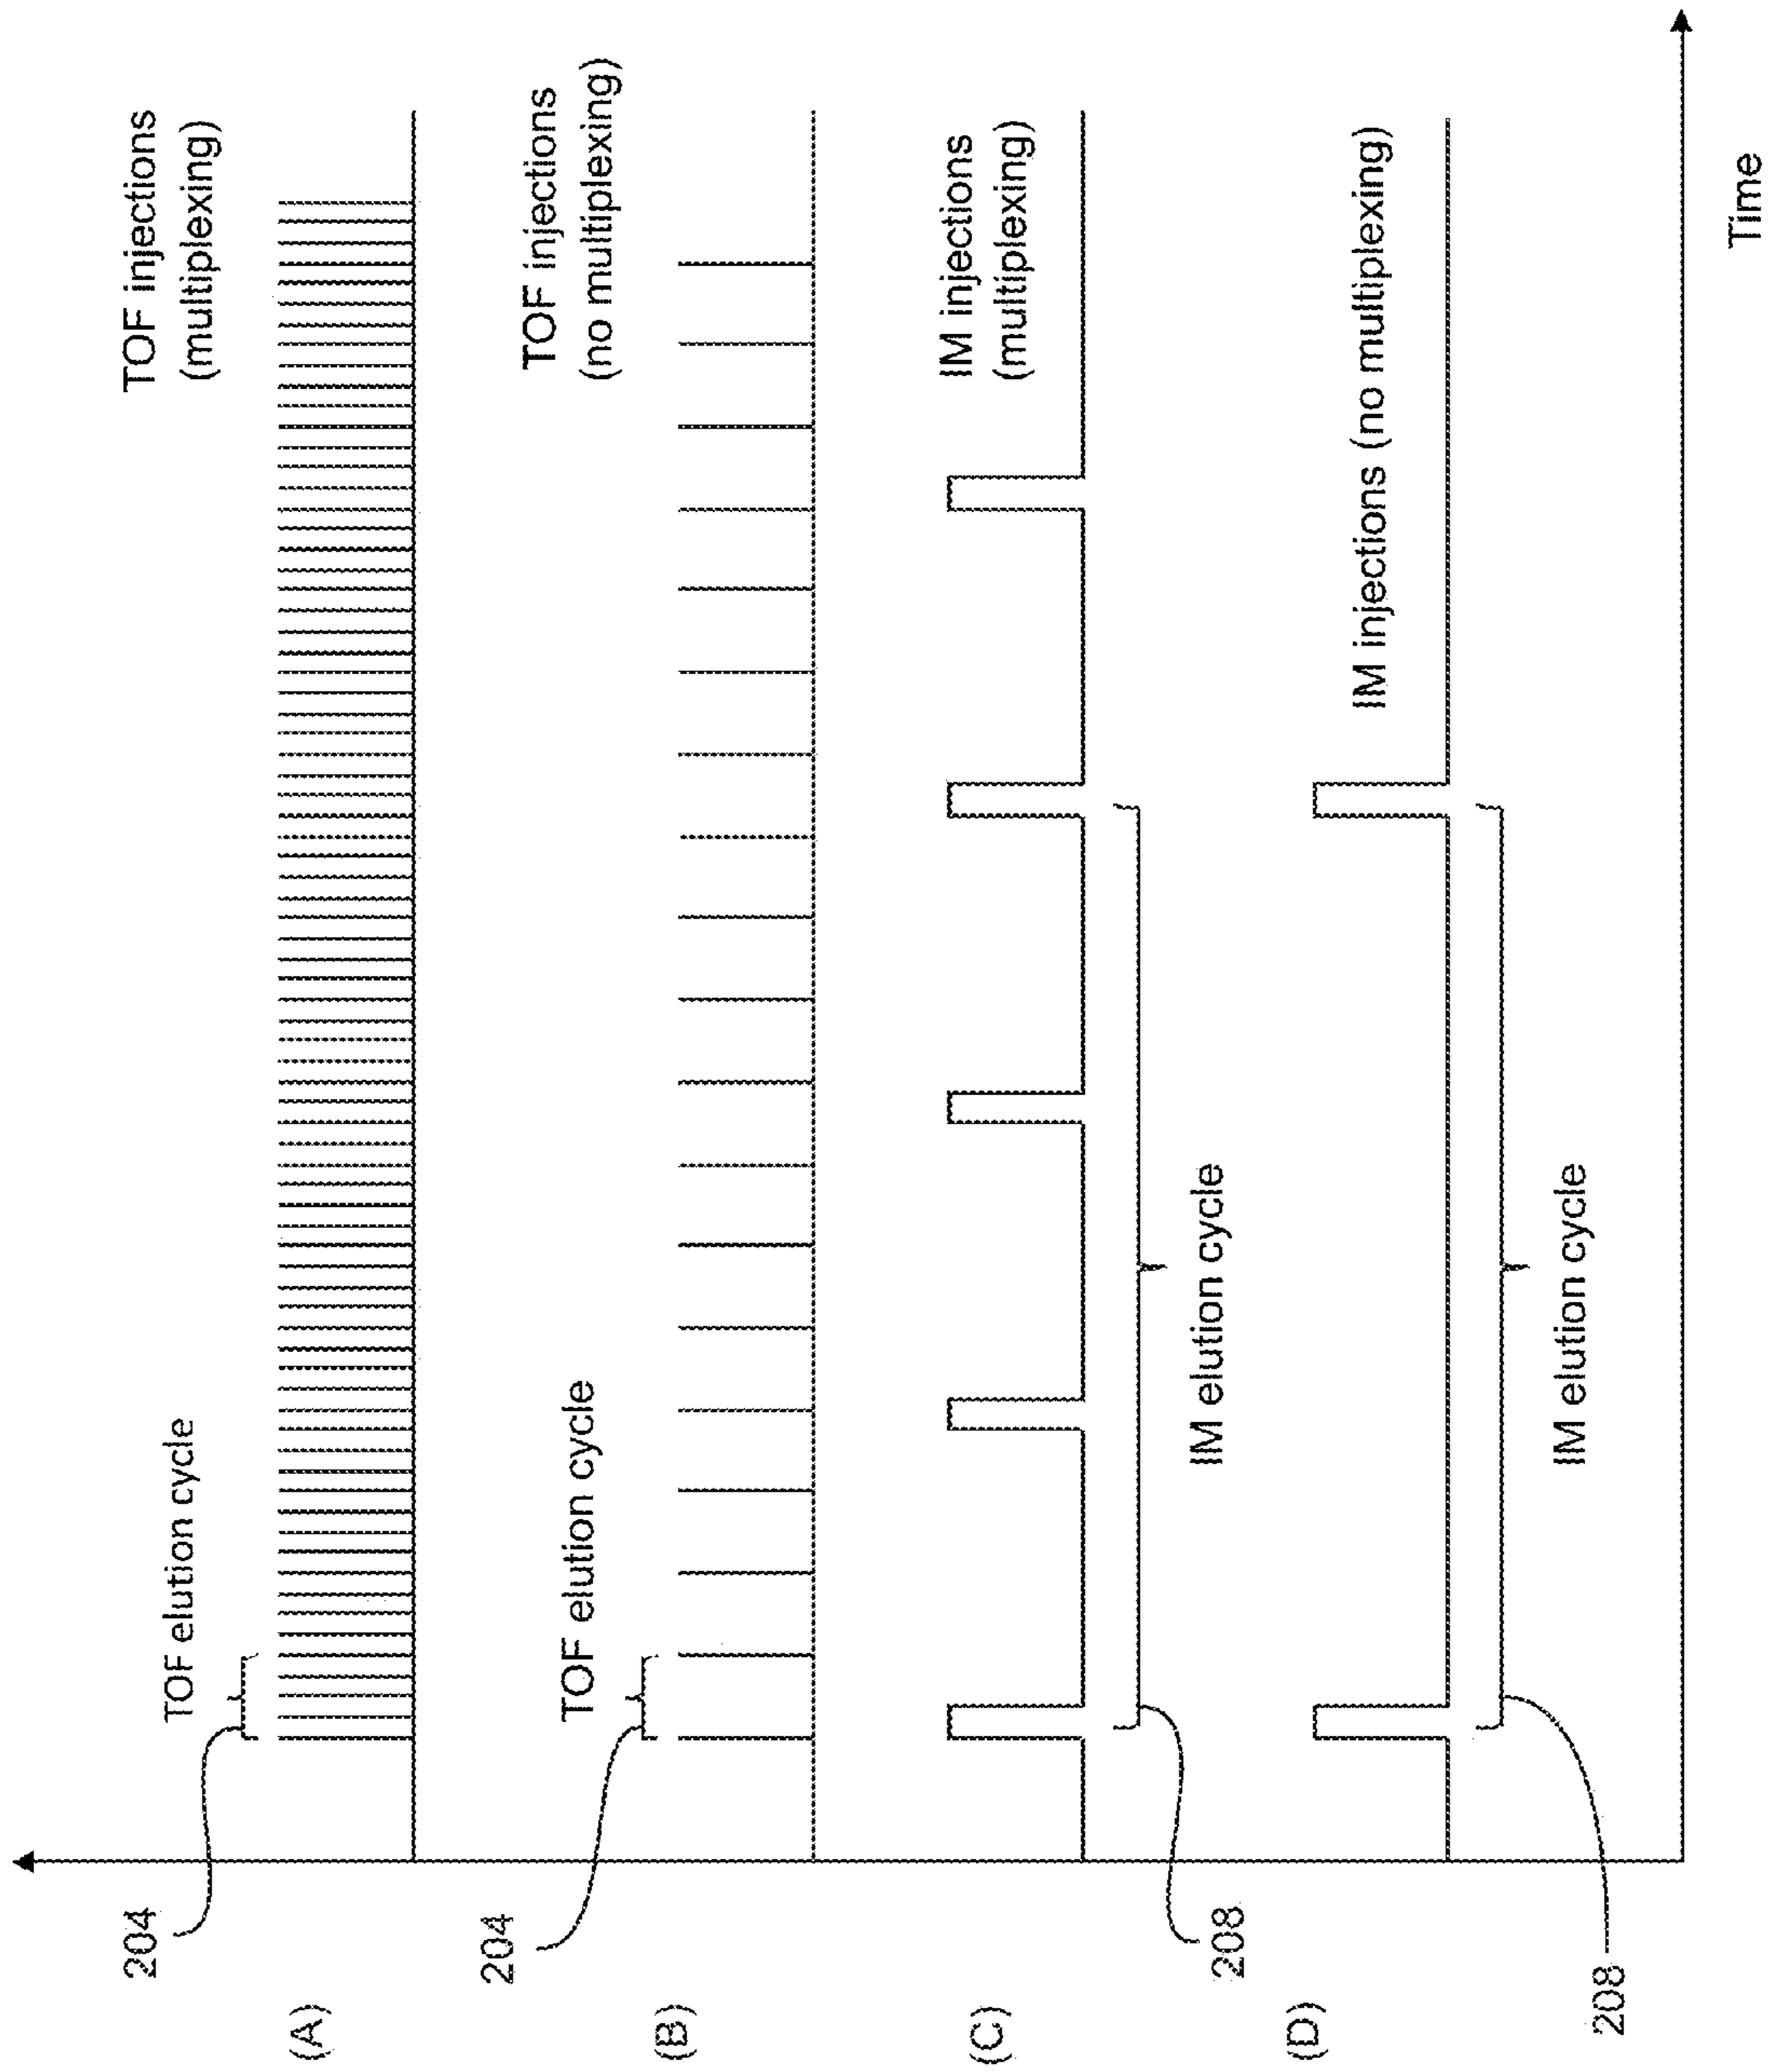 TOF injections
(multiplexing)
TOF elution cycle
204
(A)
TOF injections
(no multiplexing)
TOF elution cycle
204
(B)
IM injections
(multiplexing)
IM elution cycle
208
(C)
IM injections (no multiplexing)
IM elution cycle
208
(D)
Time